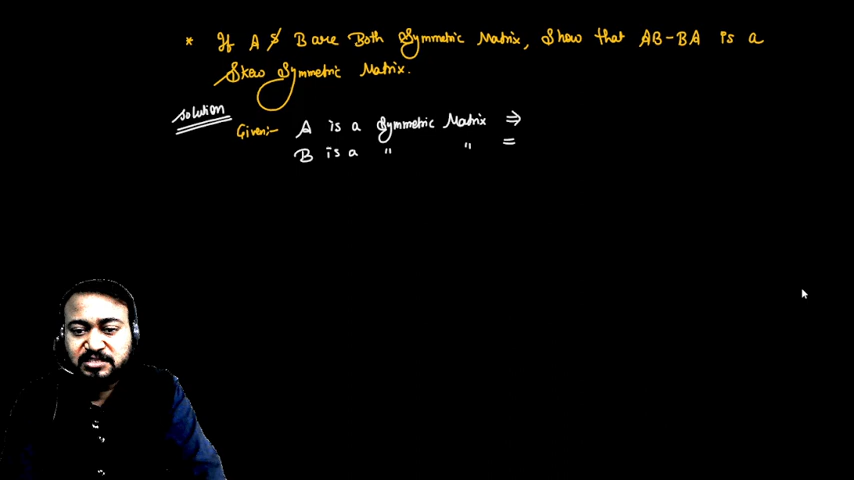 * If A & B are Both Symmetric Matrix, Show that AB-BA is a
Skew Symmetric Matrix.
Solution
Given:- A is a Symmetric Matrix ⇒
B is a " " =